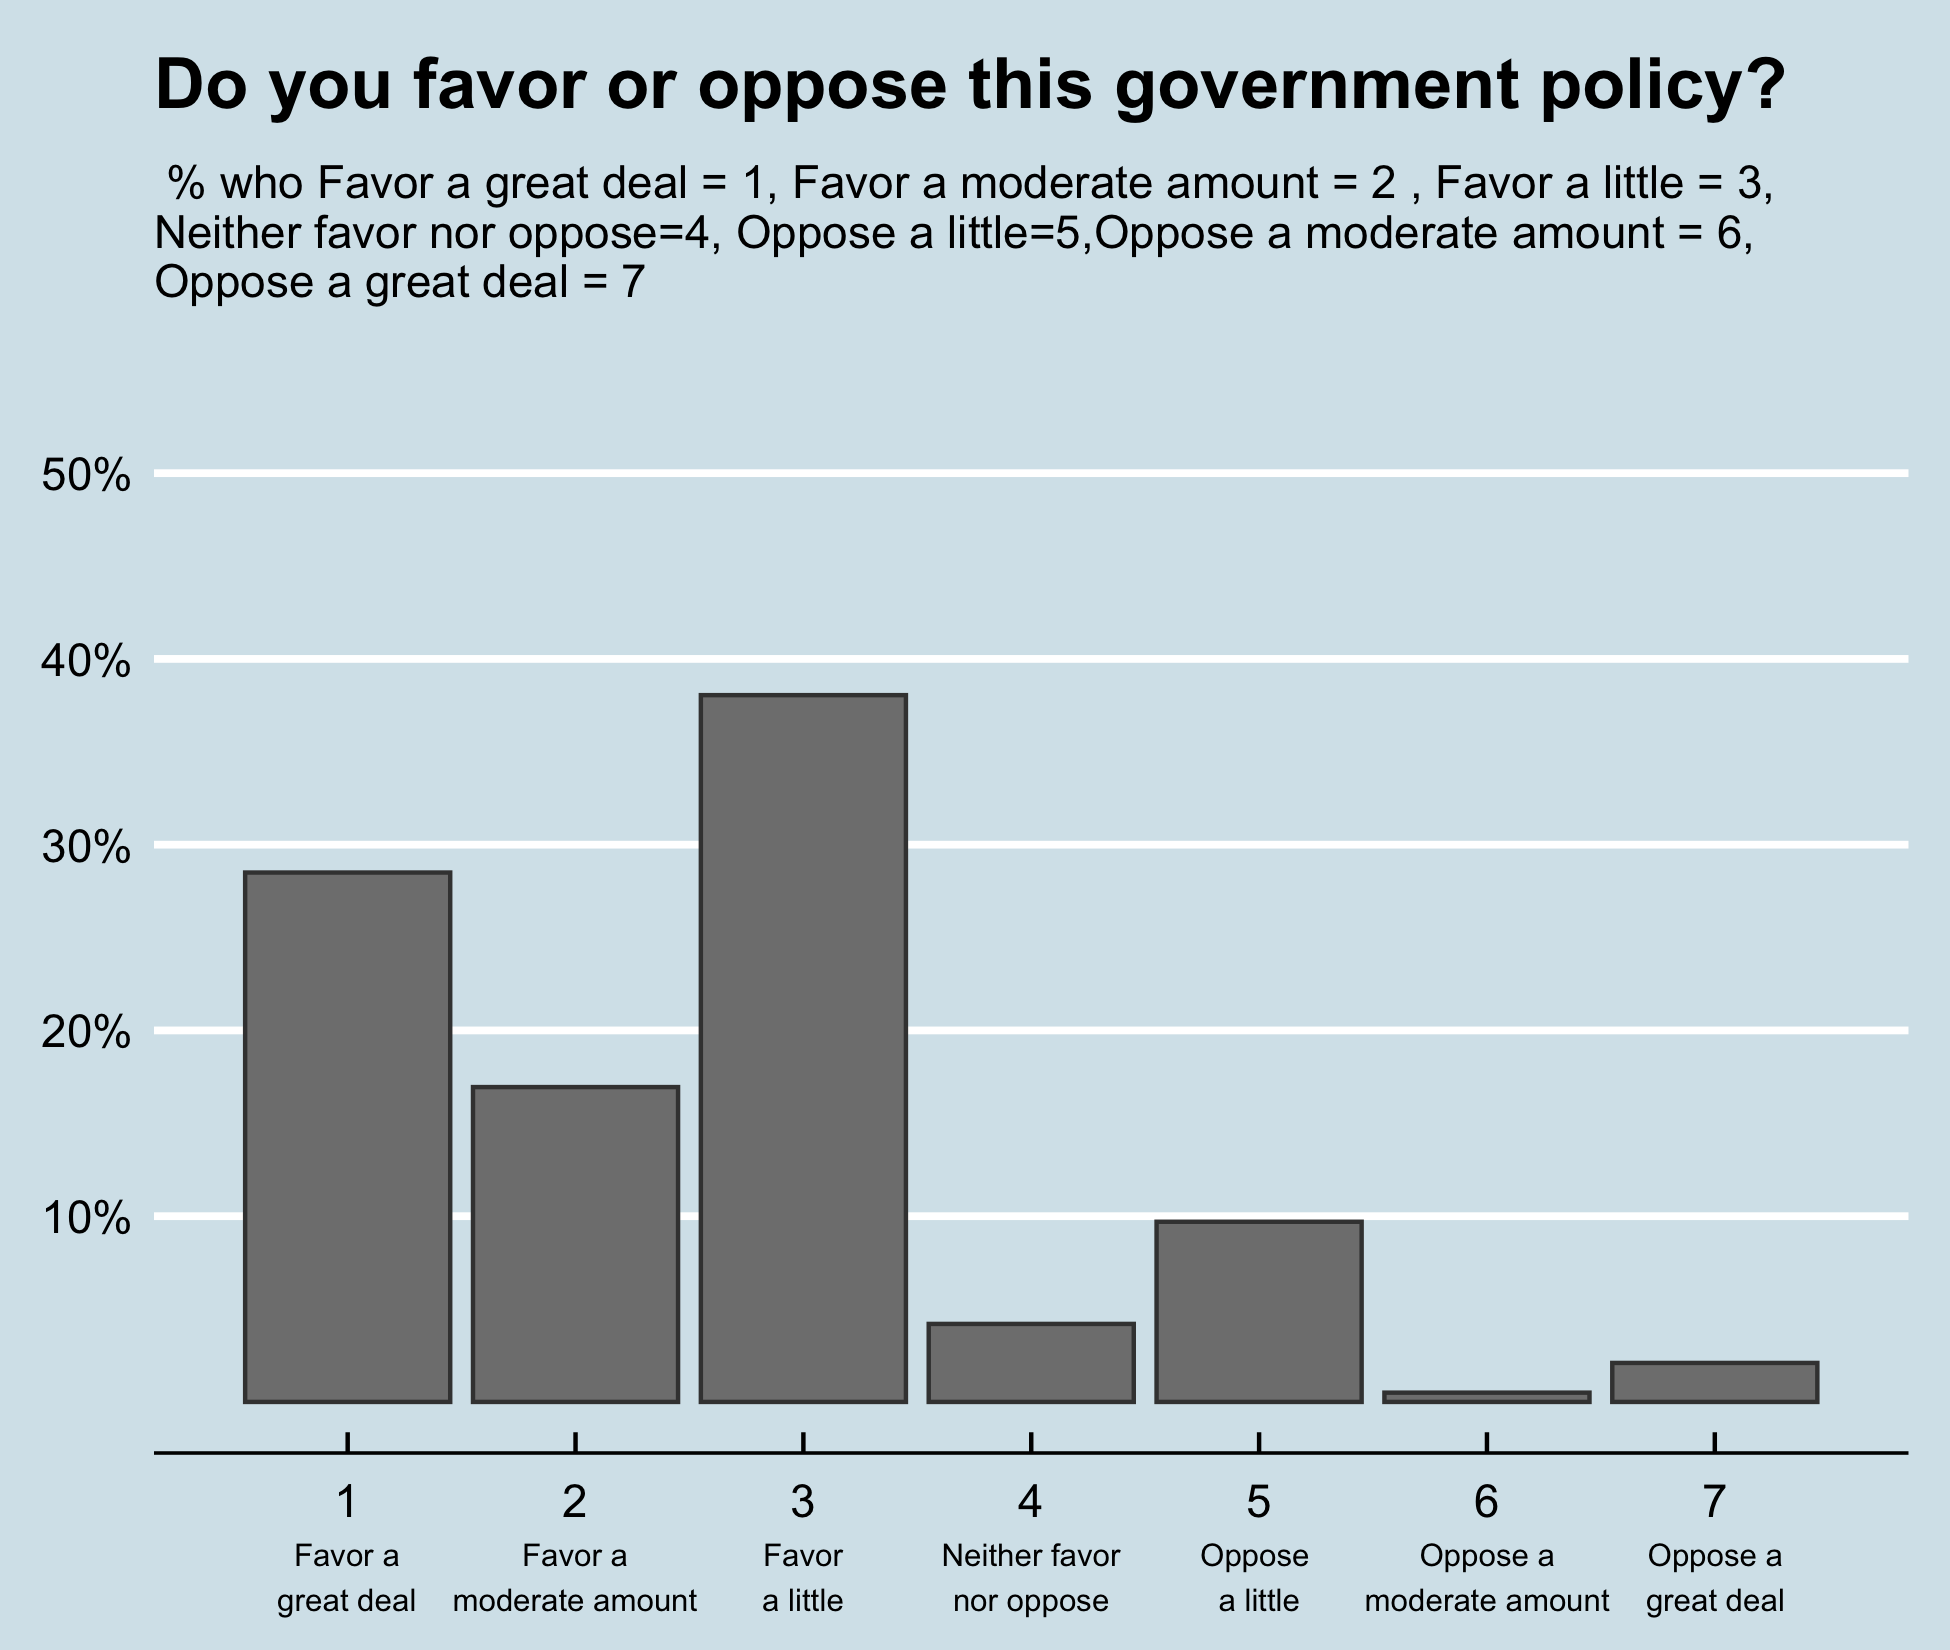 Do you favor or oppose this government policy?
% who Favor a great deal = 1, Favor a moderate amount = 2 , Favor a little = 3,
Neither favor nor oppose=4, Oppose a little=5,Oppose a moderate amount = 6,
Oppose a great deal = 7
50%
40%
30%
20%
10%
1 2 3 4 5 6 7
Favor a Favor a Favor Neither favor Oppose Oppose a Oppose a
great deal moderate amount a little nor oppose a little moderate amount great deal